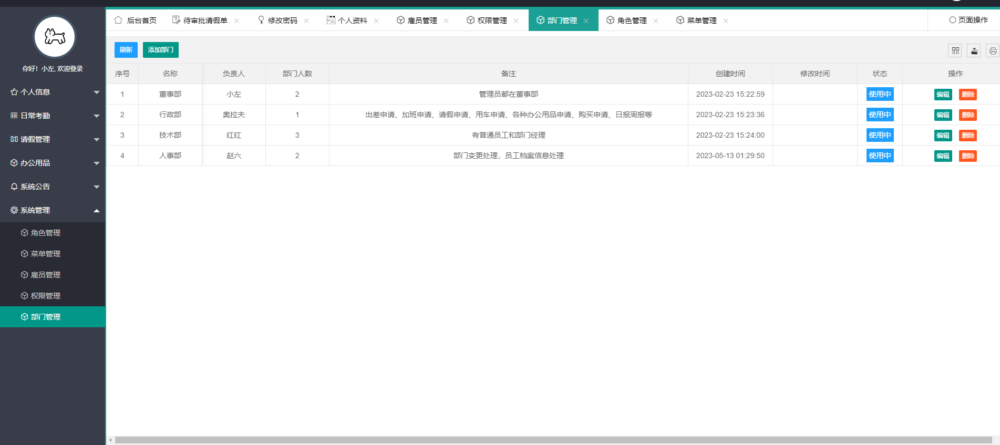 后台首页 待审批请假单 修改密码 个人资料 雇员管理 权限管理 部门管理 角色管理 菜单管理 页面操作
你好！小左, 欢迎登录
个人信息
日常考勤
请假管理
办公用品
系统公告
系统管理
角色管理
菜单管理
雇员管理
权限管理
部门管理
刷新 添加部门
序号 名称 负责人 部门人数 备注 创建时间 修改时间 状态 操作
1 董事部 小左 2 管理员都在董事部 2023-02-23 15:22:59 使用中 编辑 删除
2 行政部 奥拉夫 1 出差申请、加班申请、请假申请、用车申请、各种办公用品申请、购买申请、日报周报等 2023-02-23 15:23:36 使用中 编辑 删除
3 技术部 红红 3 有普通员工和部门经理 2023-02-23 15:24:00 使用中 编辑 删除
4 人事部 赵六 2 部门变更处理，员工档案信息处理 2023-05-13 01:29:50 使用中 编辑 删除